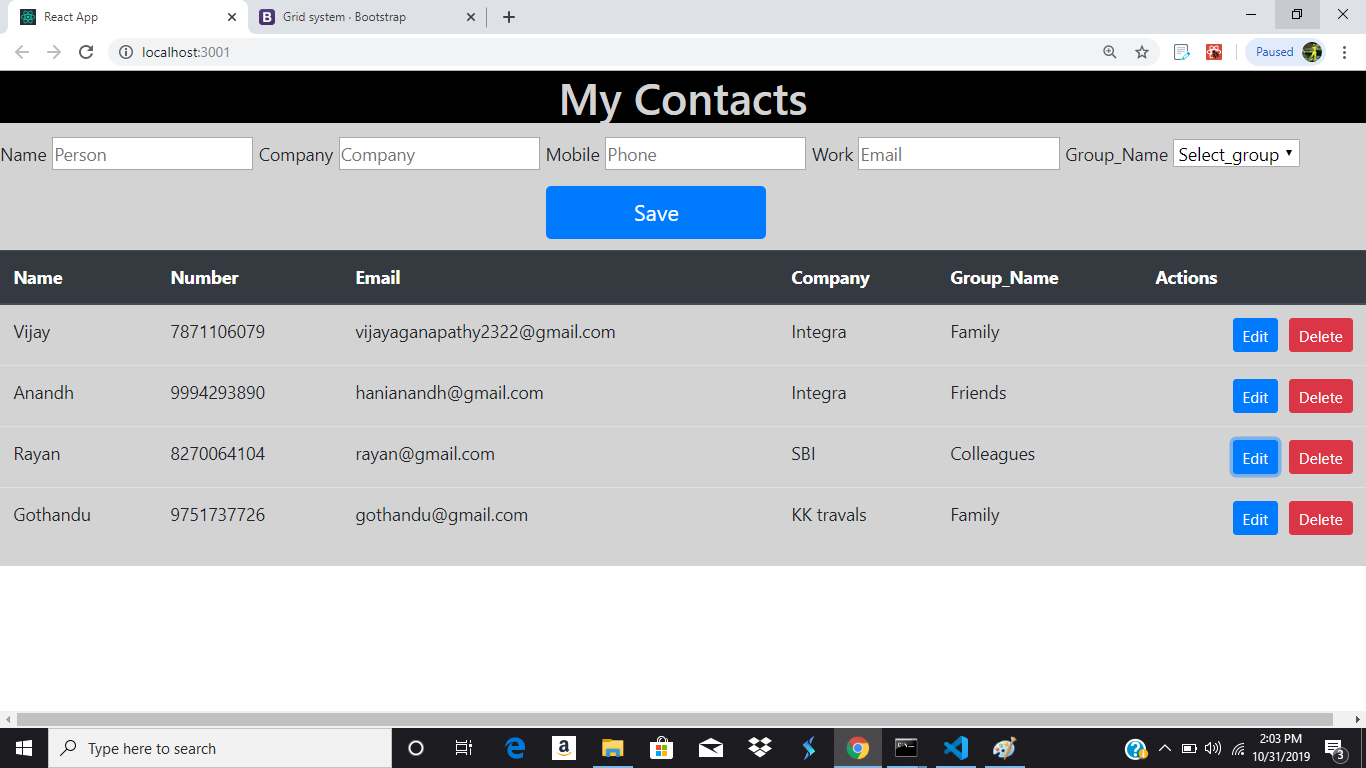 React App
Grid system · Bootstrap
localhost:3001
Paused
My Contacts
Name Person Company Company Mobile Phone Work Email Group_Name Select_group
Save
Name Number Email Company Group_Name Actions
Vijay 7871106079 vijayaganapathy2322@gmail.com Integra Family Edit Delete
Anandh 9994293890 hanianandh@gmail.com Integra Friends Edit Delete
Rayan 8270064104 rayan@gmail.com SBI Colleagues Edit Delete
Gothandu 9751737726 gothandu@gmail.com KK travals Family Edit Delete
Type here to search
2:03 PM
10/31/2019
3